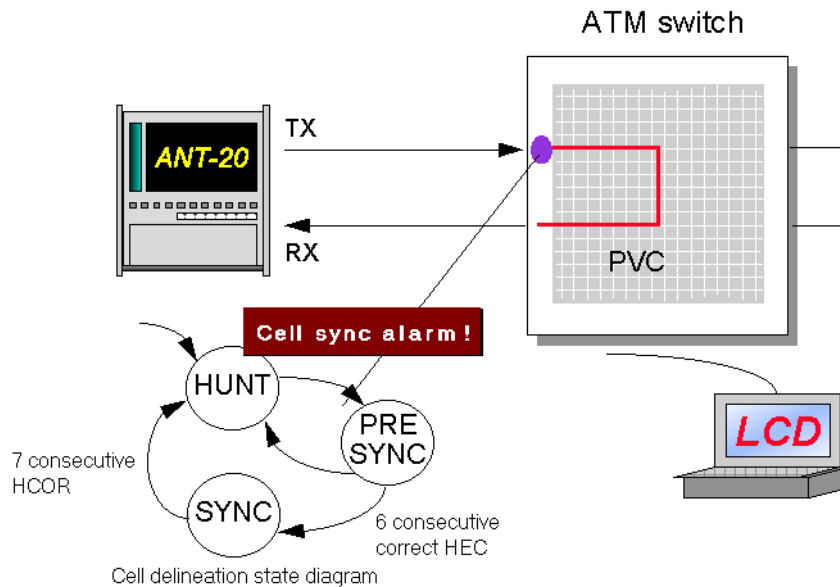 ATM switch
TX
ANT-20
RX
PVC
Cell sync alarm!
HUNT
PRE
SYNC
LCD
7 consecutive
HCOR
SYNC
6 consecutive
correct HEC
Cell delineation state diagram